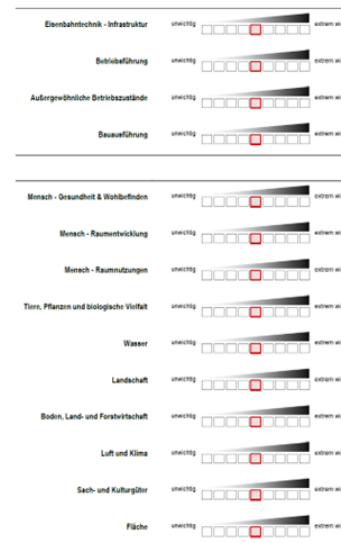 Eisenbahntechnik - Infrastruktur unwichtig extrem wi
Betriebsführung unwichtig extrem wi
Außergewöhnliche Betriebszustände unwichtig extrem wi
Bauausführung unwichtig extrem wi
Mensch - Gesundheit & Wohlbefinden unwichtig extrem wi
Mensch - Raumentwicklung unwichtig extrem wi
Mensch - Raumnutzungen unwichtig extrem wi
Tiere, Pflanzen und biologische Vielfalt unwichtig extrem wi
Wasser unwichtig extrem wi
Landschaft unwichtig extrem wi
Boden, Land- und Forstwirtschaft unwichtig extrem wi
Luft und Klima unwichtig extrem wi
Sach- und Kulturgüter unwichtig extrem wi
Fläche unwichtig extrem wi